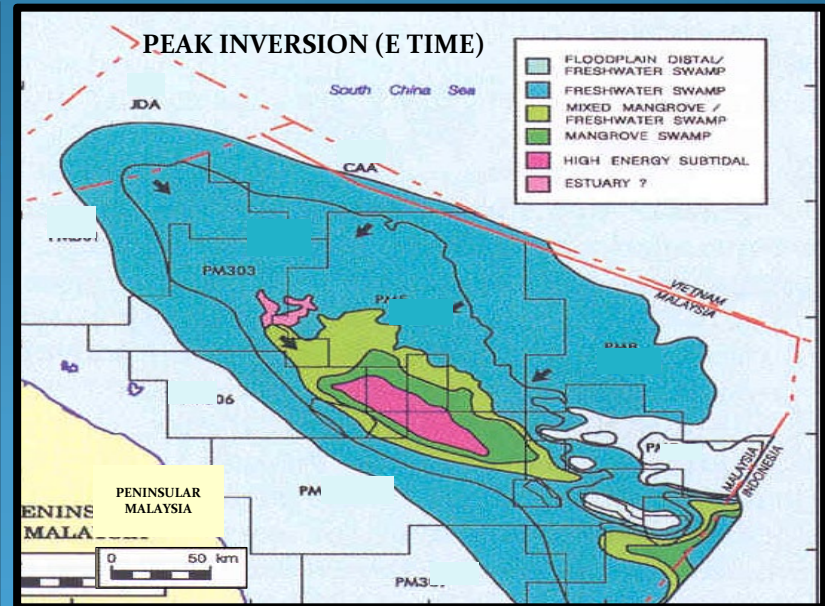 PEAK INVERSION (E TIME)
FLOODPLAIN DISTAL/
FRESHWATER SWAMP
FRESHWATER SWAMP
MIXED MANGROVE /
FRESHWATER SWAMP
MANGROVE SWAMP
HIGH ENERGY SUBTIDAL
ESTUARY ?
South China Sea
JDA
CAA
PM303
VIETNAM
MALAYSIA
06
MALAYSIA
INDONESIA
PM
PENINSULAR
MALAYSIA
0 50 km
PM3